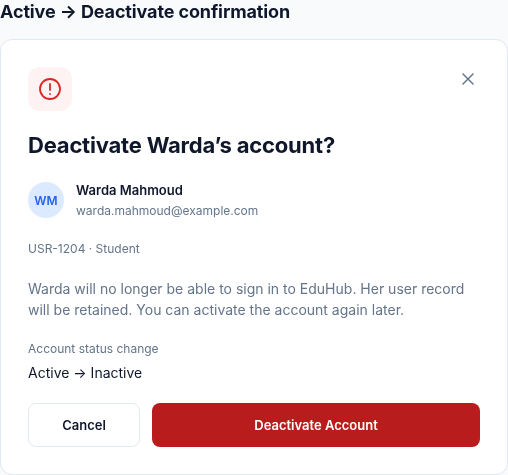 Active → Deactivate confirmation
Deactivate Warda’s account?
WM
Warda Mahmoud
warda.mahmoud@example.com
USR-1204 · Student
Warda will no longer be able to sign in to EduHub. Her user record
will be retained. You can activate the account again later.
Account status change
Active → Inactive
Cancel
Deactivate Account